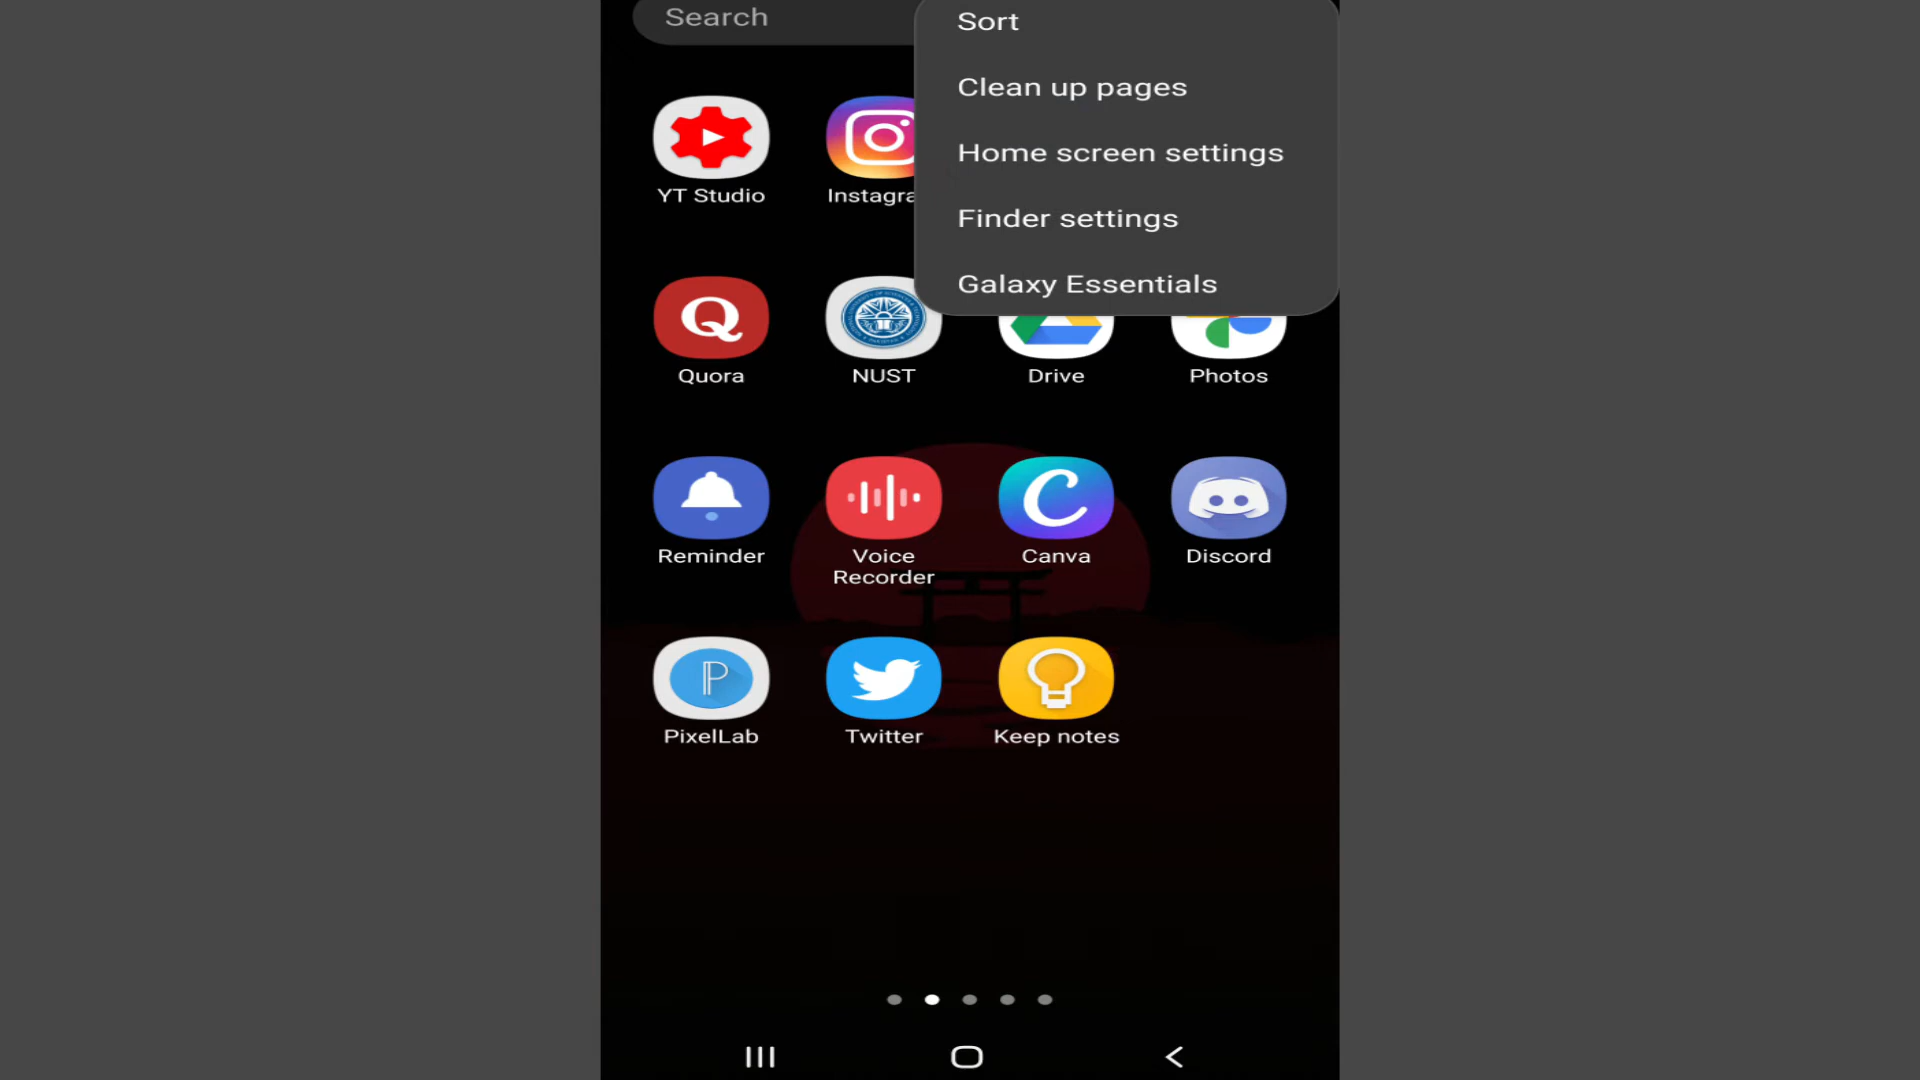 Search
Sort
Clean up pages
Home screen settings
Finder settings
Galaxy Essentials
YT Studio
Instagra
Quora
NUST
Drive
Photos
Reminder
Voice
Recorder
Canva
Discord
PixelLab
Twitter
Keep notes